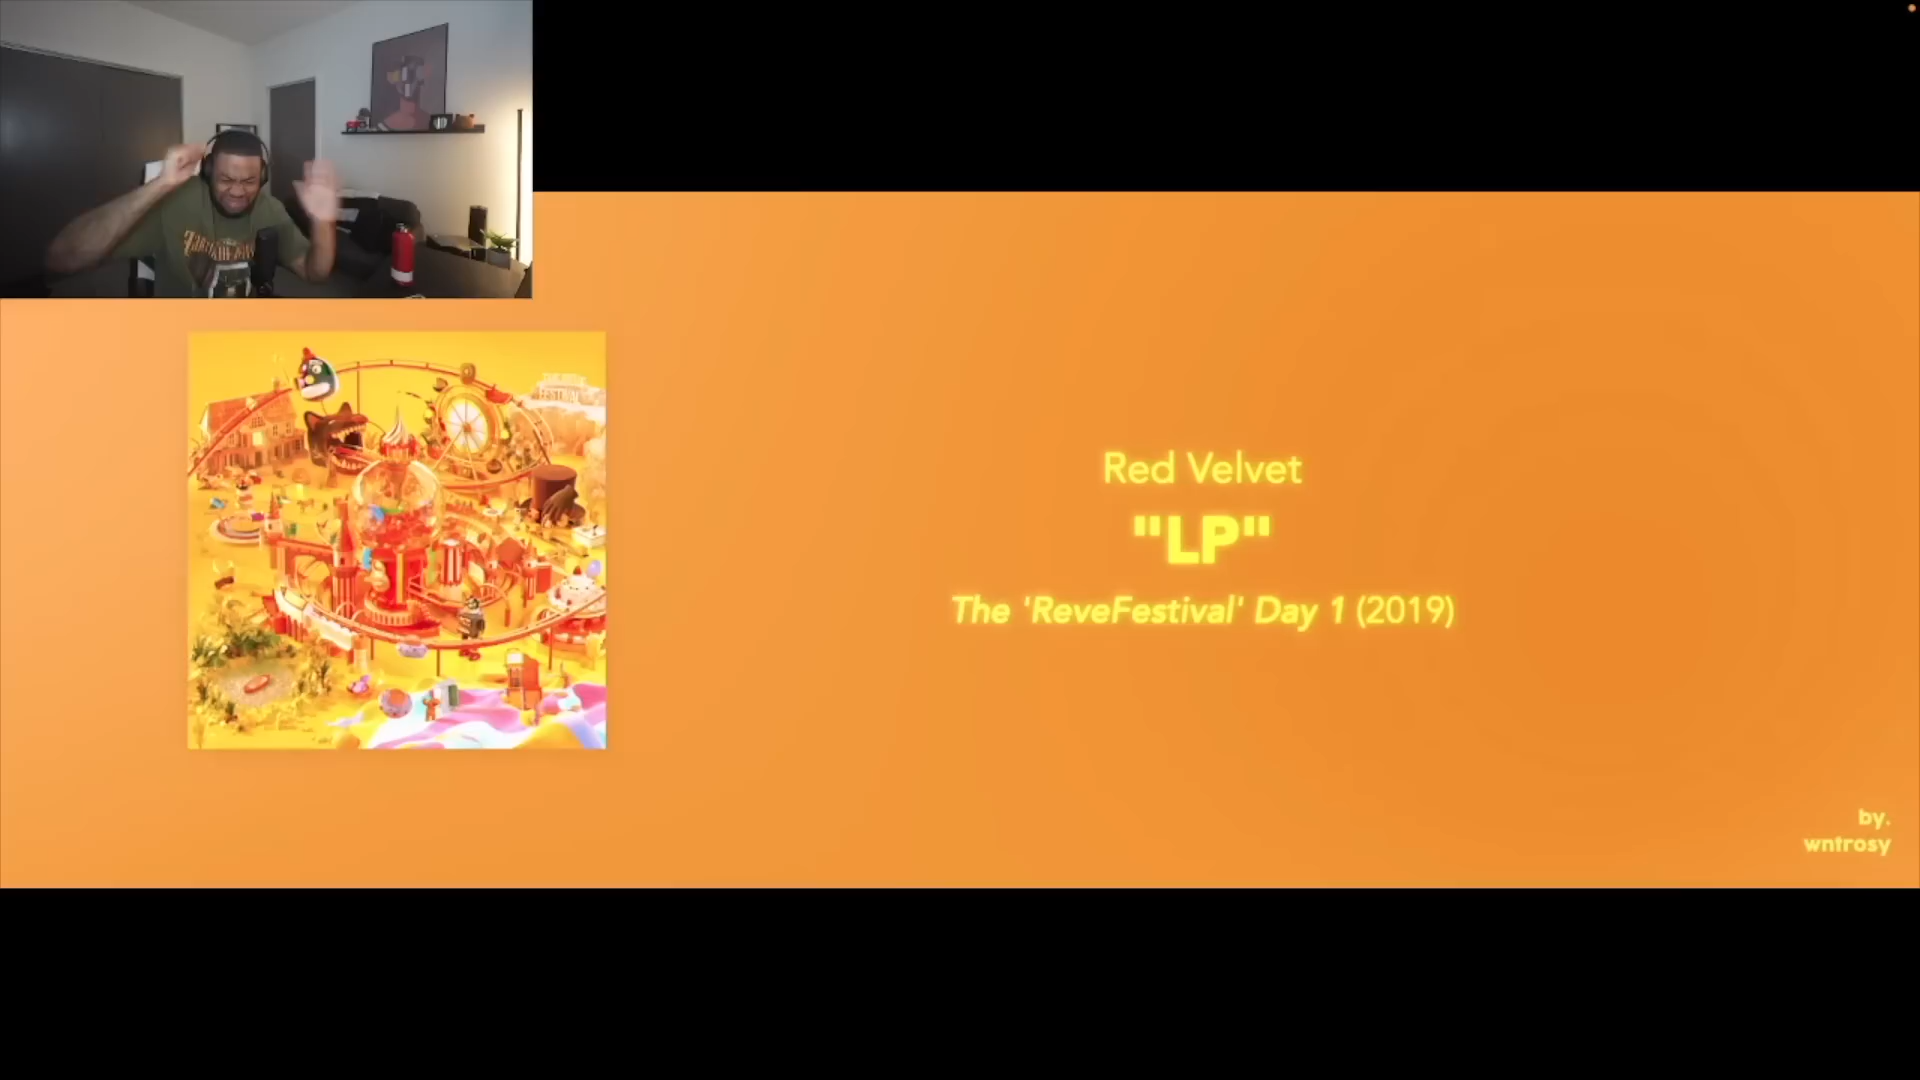 Red Velvet
"LP"
The 'ReveFestival' Day 1 (2019)
by.
wntrosy